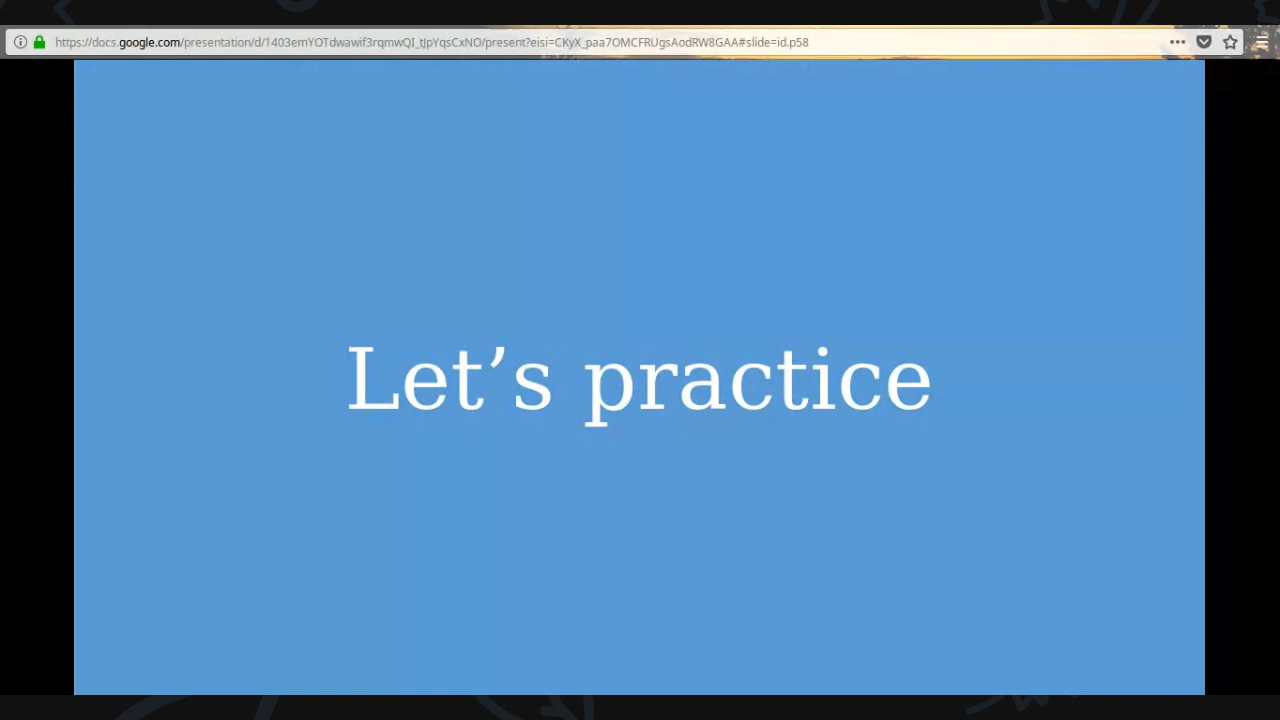 https://docs.google.com/presentation/d/1403emYOTdwawif3rqmwQI_tJpYqsCxNO/present?eisi=CKyX_paa7OMCFRUgsAodRW8GAA#slide=id.p58
Let’s practice